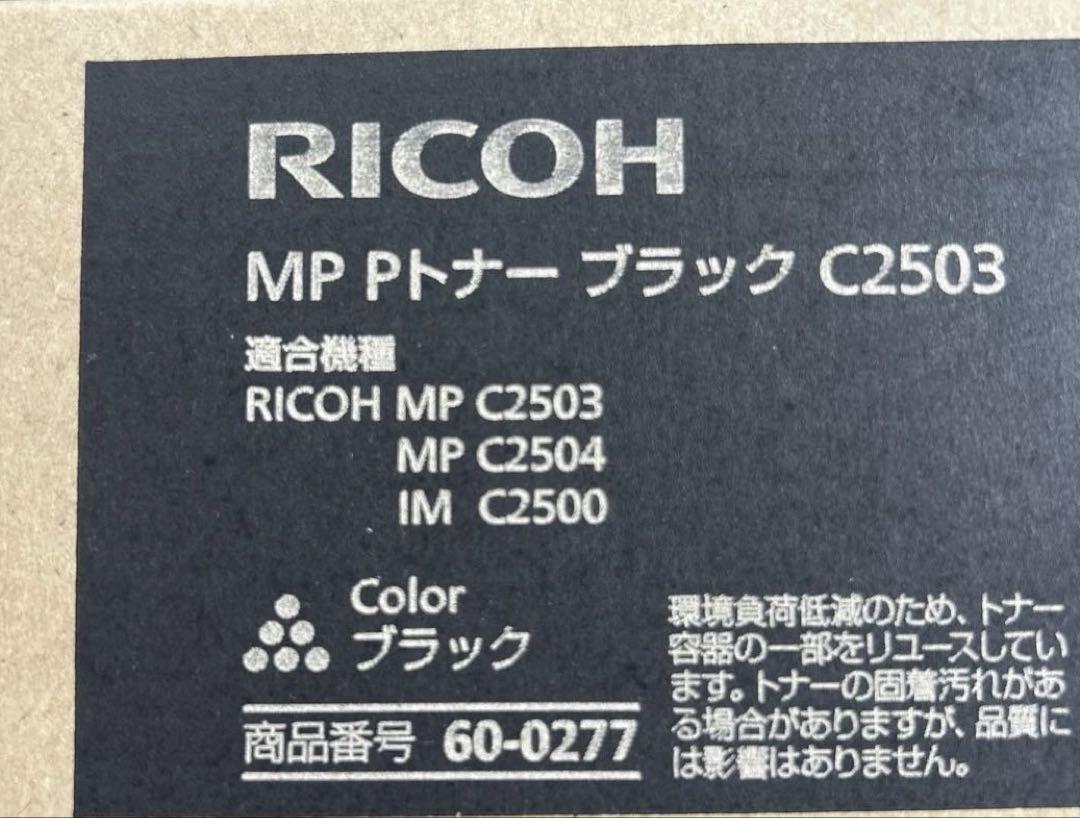 RICOH
MP Pトナー ブラック C2503
適合機種
RICOH MP C2503
MP C2504
IM C2500
Color
ブラック
商品番号 60-0277
環境負荷低減のため、トナー
容器の一部をリユースしてい
ます。トナーの固着汚れがあ
る場合がありますが、品質に
は影響はありません。